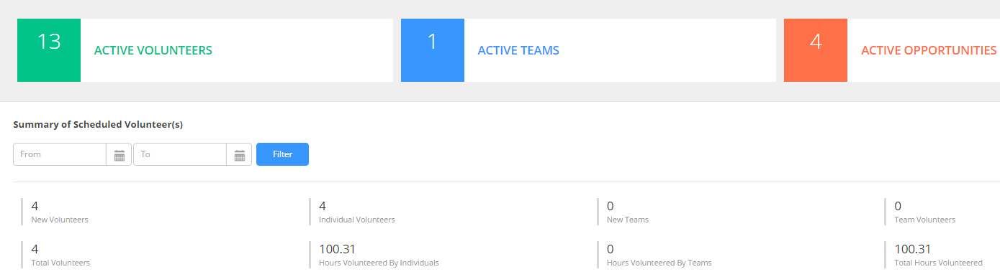 13
ACTIVE VOLUNTEERS
1
ACTIVE TEAMS
4
ACTIVE OPPORTUNITIES
Summary of Scheduled Volunteer(s)
From
To
Filter
4
New Volunteers
4
Individual Volunteers
0
New Teams
0
Team Volunteers
4
Total Volunteers
100.31
Hours Volunteered By Individuals
0
Hours Volunteered By Teams
100.31
Total Hours Volunteered